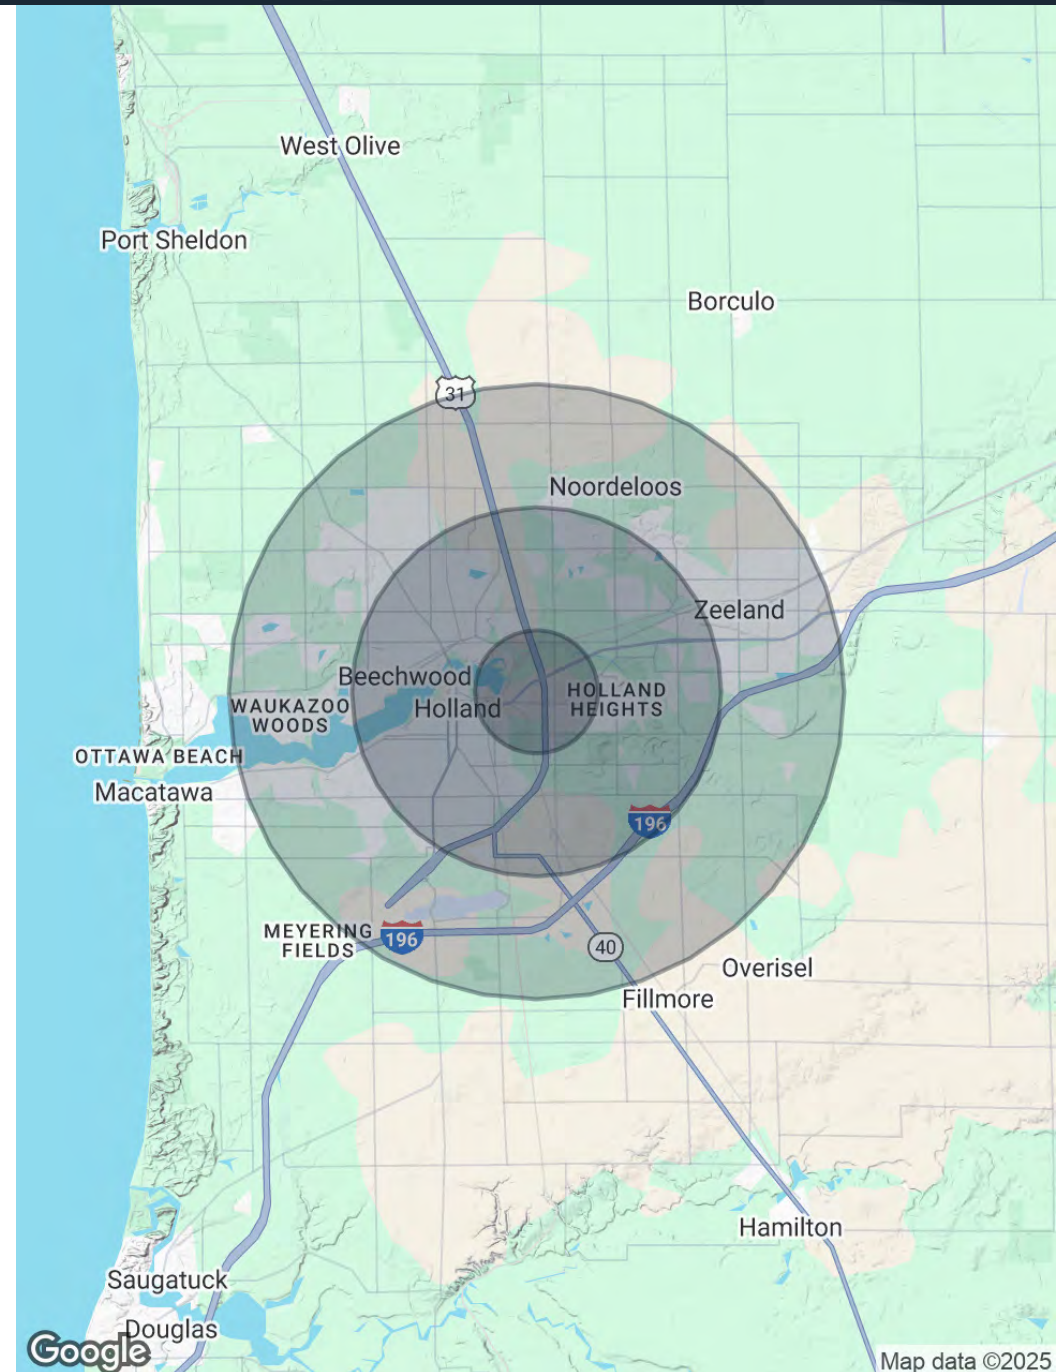 West Olive
Port Sheldon
Borculo
31
Noordeloos
Zeeland
Beechwood
HOLLAND
HEIGHTS
WAUKAZOO
WOODS
Holland
OTTAWA BEACH
Macatawa
196
MEYERING
FIELDS
196
40
Overisel
Fillmore
Hamilton
Saugatuck
Douglas
Google
Map data ©2025